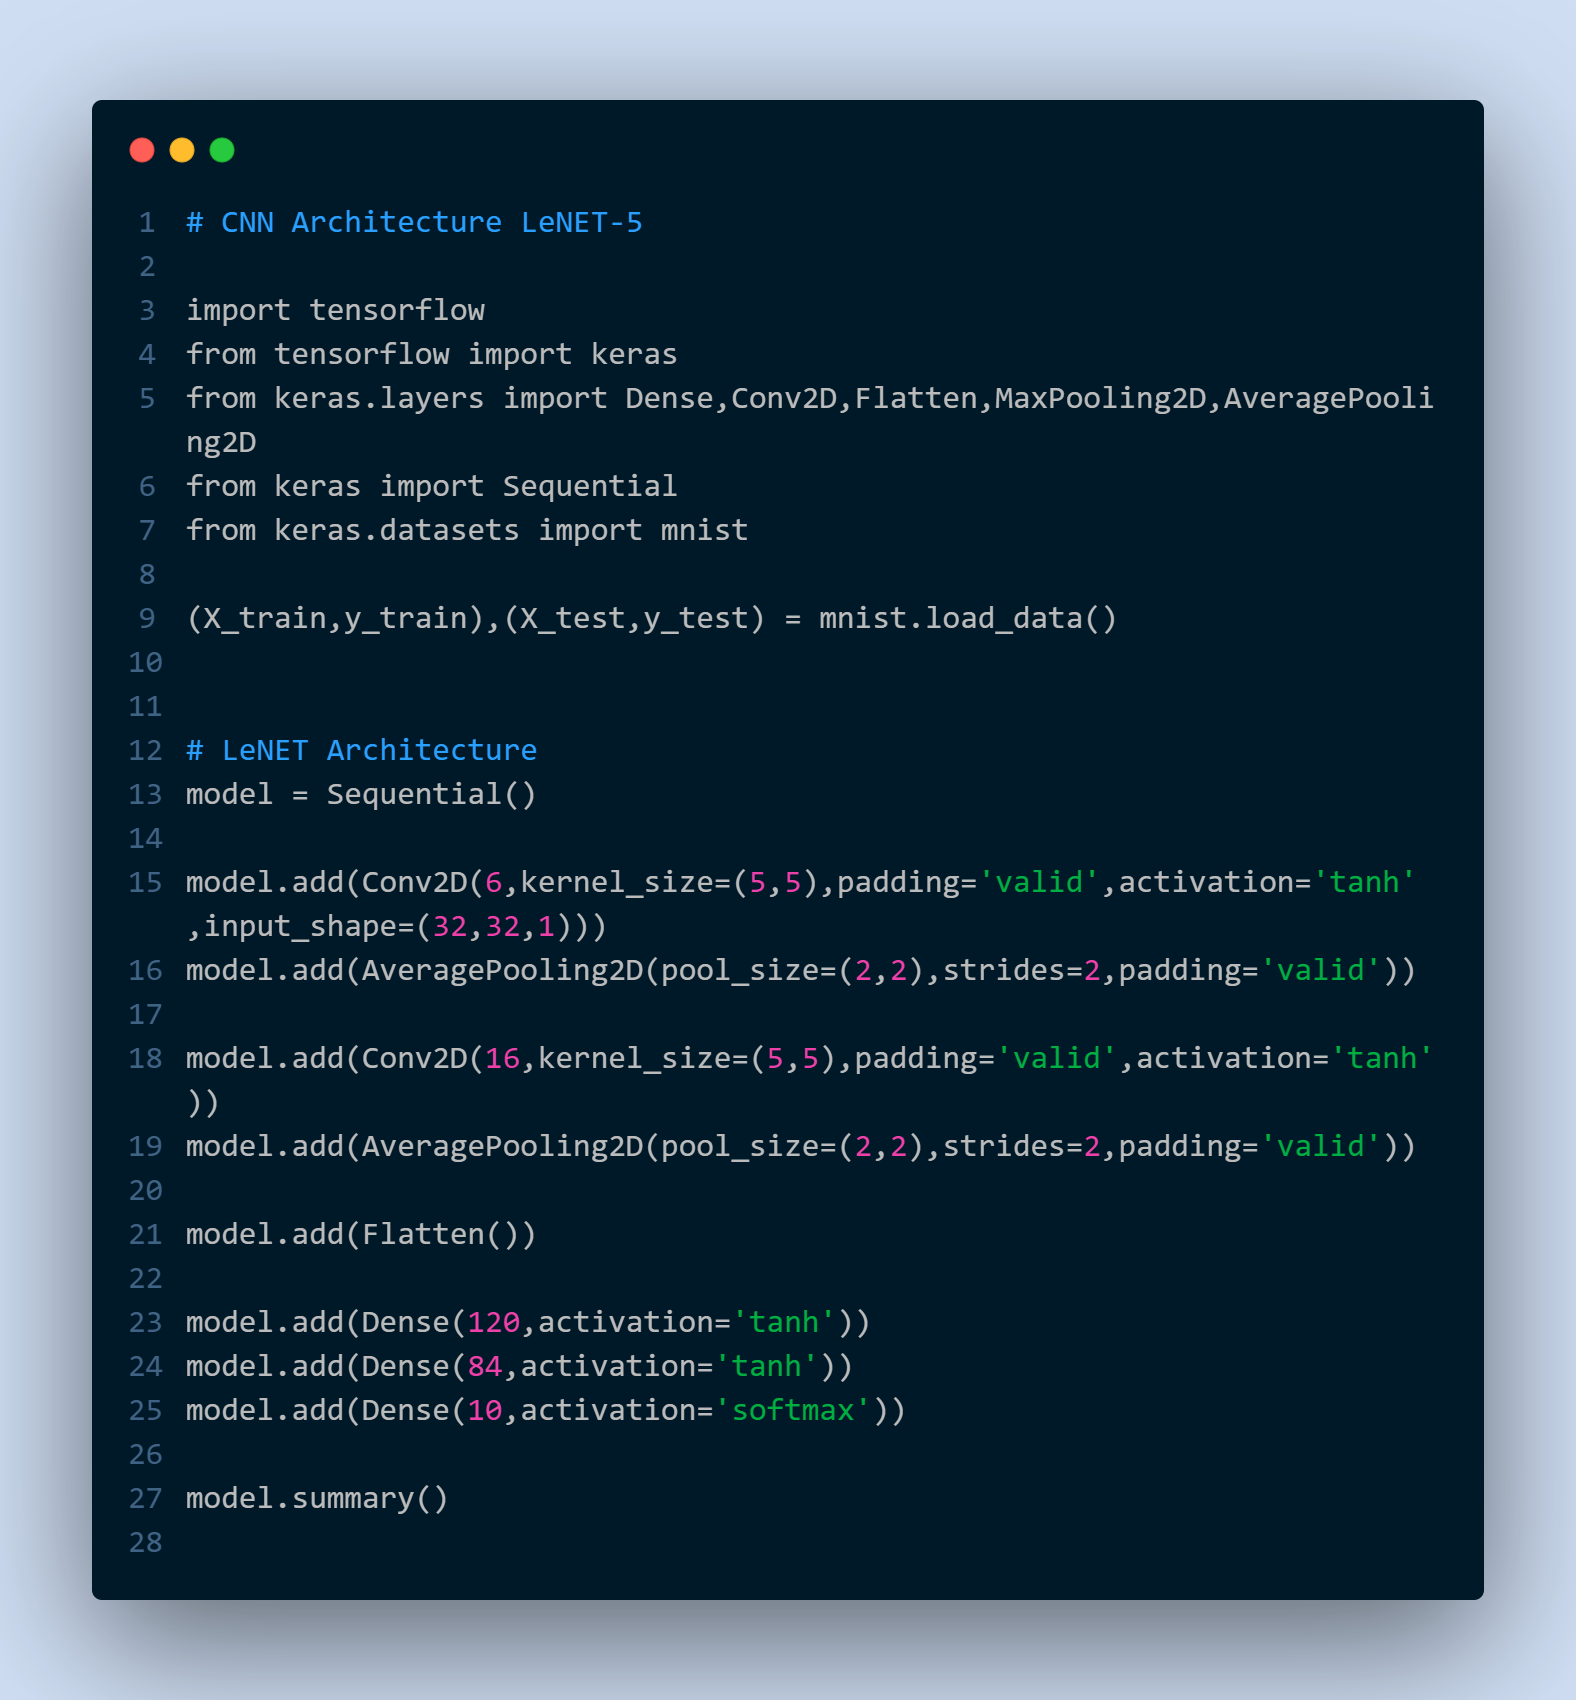 1 # CNN Architecture LeNET-5
2
3 import tensorflow
4 from tensorflow import keras
5 from keras.layers import Dense,Conv2D,Flatten,MaxPooling2D,AveragePooli
ng2D
6 from keras import Sequential
7 from keras.datasets import mnist
8
9 (X_train,y_train),(X_test,y_test) = mnist.load_data()
10
11
12 # LeNET Architecture
13 model = Sequential()
14
15 model.add(Conv2D(6,kernel_size=(5,5),padding='valid',activation='tanh'
,input_shape=(32,32,1)))
16 model.add(AveragePooling2D(pool_size=(2,2),strides=2,padding='valid'))
17
18 model.add(Conv2D(16,kernel_size=(5,5),padding='valid',activation='tanh'
))
19 model.add(AveragePooling2D(pool_size=(2,2),strides=2,padding='valid'))
20
21 model.add(Flatten())
22
23 model.add(Dense(120,activation='tanh'))
24 model.add(Dense(84,activation='tanh'))
25 model.add(Dense(10,activation='softmax'))
26
27 model.summary()
28